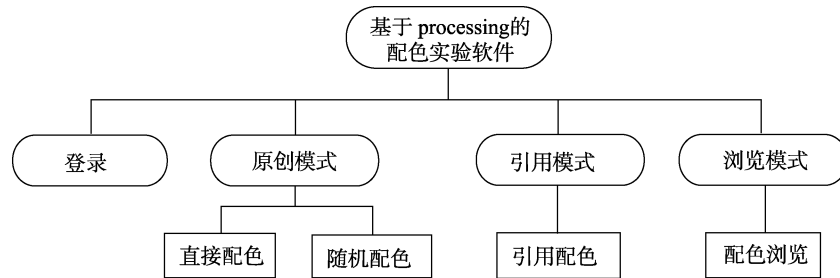 基于 processing的
配色实验软件
登录
原创模式
引用模式
浏览模式
直接配色
随机配色
引用配色
配色浏览